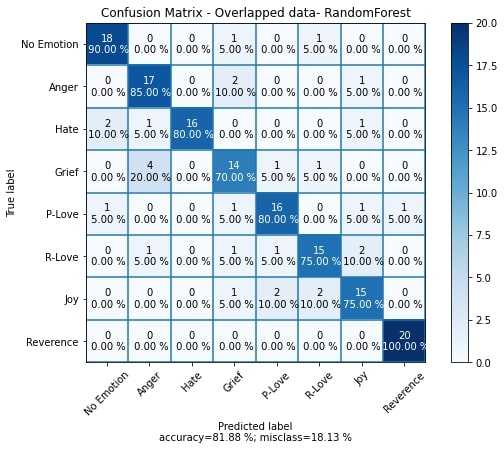 Confusion Matrix - Overlapped data- RandomForest
No Emotion 18 0 0 1 0 1 0 0
90.00 % 0.00 % 0.00 % 5.00 % 0.00 % 5.00 % 0.00 % 0.00 %
Anger 0 17 0 2 0 0 1 0
0.00 % 85.00 % 0.00 % 10.00 % 0.00 % 0.00 % 5.00 % 0.00 %
Hate 2 1 16 0 0 0 1 0
10.00 % 5.00 % 80.00 % 0.00 % 0.00 % 0.00 % 5.00 % 0.00 %
Grief 0 4 0 14 1 1 0 0
0.00 % 20.00 % 0.00 % 70.00 % 5.00 % 5.00 % 0.00 % 0.00 %
P-Love 1 0 0 1 16 0 1 1
5.00 % 0.00 % 0.00 % 5.00 % 80.00 % 0.00 % 5.00 % 5.00 %
R-Love 0 1 0 1 1 15 2 0
0.00 % 5.00 % 0.00 % 5.00 % 5.00 % 75.00 % 10.00 % 0.00 %
Joy 0 0 0 1 2 2 15 0
0.00 % 0.00 % 0.00 % 5.00 % 10.00 % 10.00 % 75.00 % 0.00 %
Reverence 0 0 0 0 0 0 0 20
0.00 % 0.00 % 0.00 % 0.00 % 0.00 % 0.00 % 0.00 % 100.00 %
True label
No Emotion Anger Hate Grief P-Love R-Love Joy Reverence
Predicted label
accuracy=81.88 %; misclass=18.13 %
20.0
17.5
15.0
12.5
10.0
7.5
5.0
2.5
0.0